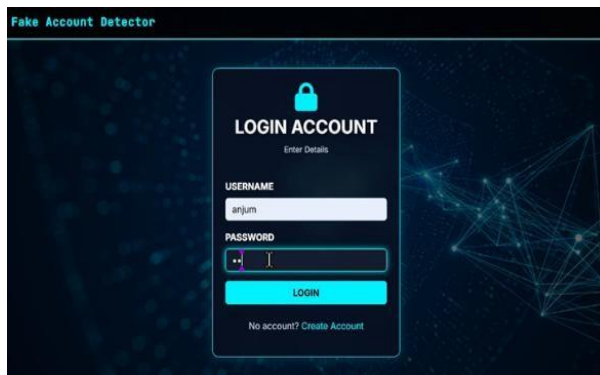 Fake Account Detector
LOGIN ACCOUNT
Enter Details
USERNAME
anjum
PASSWORD
••
LOGIN
No account? Create Account